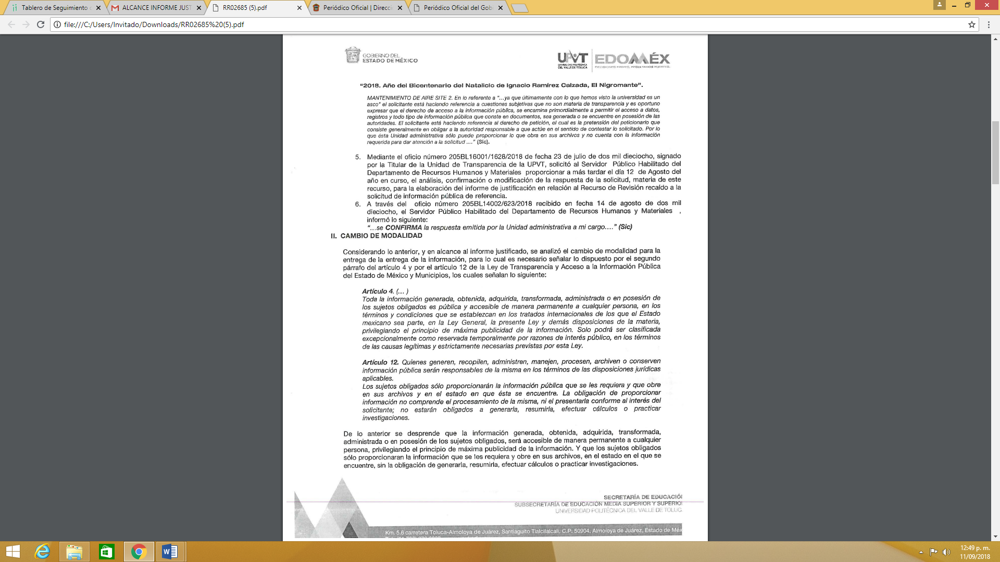 Tablero de Seguimiento
ALCANCE INFORME JUST
RR02685 (5).pdf
Periódico Oficial | Direcci
Periódico Oficial del Gob
file:///C:/Users/Invitado/Downloads/RR02685%20(5).pdf
GOBIERNO DEL
ESTADO DE MÉXICO
UPVT
UNIVERSIDAD POLITÉCNICA
DEL VALLE DE TOLUCA
EDOMÉX
DECISIONES FIRMES, RESULTADOS FUERTES.
“2018. Año del Bicentenario del Natalicio de Ignacio Ramírez Calzada, El Nigromante”.
MANTENIMIENTO DE AIRE SITE 2. En lo referente a “...ya que últimamente con lo que hemos visto la universidad es un
asco” el solicitante está haciendo referencia a cuestiones subjetivas que no son materia de transparencia y es oportuno
expresar que el derecho de acceso a la información pública, se encamina primordialmente a permitir el acceso a datos,
registros y todo tipo de información pública que conste en documentos, sea generada o se encuentre en posesión de las
autoridades. El solicitante está haciendo referencia al derecho de petición, el cual es la pretensión del peticionario que
consiste generalmente en obligar a la autoridad responsable a que actúe en el sentido de contestar lo solicitado. Por lo
que ésta Unidad administrativa sólo puede proporcionar lo que obra en sus archivos y no cuenta con la información
requerida para dar atención a la solicitud ....” (Sic).
5. Mediante el oficio número 205BL16001/1628/2018 de fecha 23 de julio de dos mil dieciocho, signado
por la Titular de la Unidad de Transparencia de la UPVT, solicitó al Servidor Público Habilitado del
Departamento de Recursos Humanos y Materiales proporcionar a más tardar el día 12 de Agosto del
año en curso, el análisis, confirmación o modificación de la respuesta de la solicitud, materia de este
recurso, para la elaboración del informe de justificación en relación al Recurso de Revisión recaído a la
solicitud de información pública de referencia.
6. A través del oficio número 205BL14002/623/2018 recibido en fecha 14 de agosto de dos mil
dieciocho, el Servidor Público Habilitado del Departamento de Recursos Humanos y Materiales ,
informó lo siguiente:
“...se CONFIRMA la respuesta emitida por la Unidad administrativa a mi cargo....” (Sic)
II. CAMBIO DE MODALIDAD
Considerando lo anterior, y en alcance al informe justificado, se analizó el cambio de modalidad para la
entrega de la entrega de la información, para lo cual es necesario señalar lo dispuesto por el segundo
párrafo del artículo 4 y por el artículo 12 de la Ley de Transparencia y Acceso a la Información Pública
del Estado de México y Municipios, los cuales señalan lo siguiente:
Artículo 4. (... )
Toda la información generada, obtenida, adquirida, transformada, administrada o en posesión de
los sujetos obligados es pública y accesible de manera permanente a cualquier persona, en los
términos y condiciones que se establezcan en los tratados internacionales de los que el Estado
mexicano sea parte, en la Ley General, la presente Ley y demás disposiciones de la materia,
privilegiando el principio de máxima publicidad de la información. Solo podrá ser clasificada
excepcionalmente como reservada temporalmente por razones de interés público, en los términos
de las causas legítimas y estrictamente necesarias previstas por esta Ley.
Artículo 12. Quienes generen, recopilen, administren, manejen, procesen, archiven o conserven
información pública serán responsables de la misma en los términos de las disposiciones jurídicas
aplicables.
Los sujetos obligados sólo proporcionarán la información pública que se les requiera y que obre
en sus archivos y en el estado en que ésta se encuentre. La obligación de proporcionar
información no comprende el procesamiento de la misma, ni el presentarla conforme al interés del
solicitante; no estarán obligados a generarla, resumirla, efectuar cálculos o practicar
investigaciones.
De lo anterior se desprende que la información generada, obtenida, adquirida, transformada,
administrada o en posesión de los sujetos obligados, será accesible de manera permanente a cualquier
persona, privilegiando el principio de máxima publicidad de la información. Y que los sujetos obligados
sólo proporcionaran la información que se les requiera y obre en sus archivos, en el estado en el que se
encuentre, sin la obligación de generarla, resumirla, efectuar cálculos o practicar investigaciones.
SECRETARÍA DE EDUCACIÓ
SUBSECRETARÍA DE EDUCACIÓN MEDIA SUPERIOR Y SUPERIO
UNIVERSIDAD POLITÉCNICA DEL VALLE DE TOLUC
Km. 5.6 carretera Toluca-Almoloya de Juárez, Santiaguito Tlalcilalcali, C.P. 50904, Almoloya de Juárez, Estado de Méx
12:49 p. m.
11/09/2018